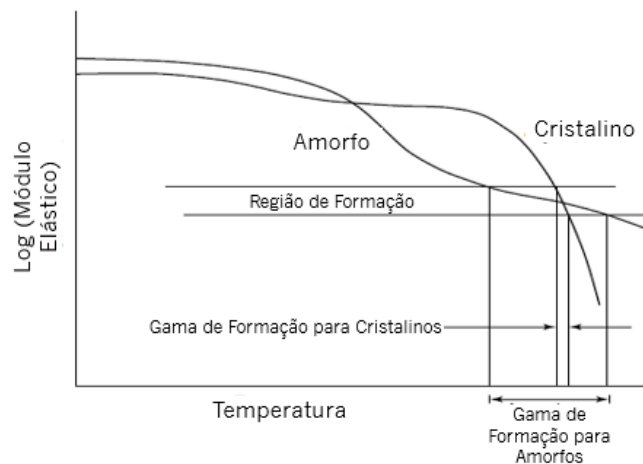 Log (Módulo
Elástico)
Amorfo
Cristalino
Região de Formação
Gama de Formação para Cristalinos
Temperatura
Gama de
Formação para
Amorfos